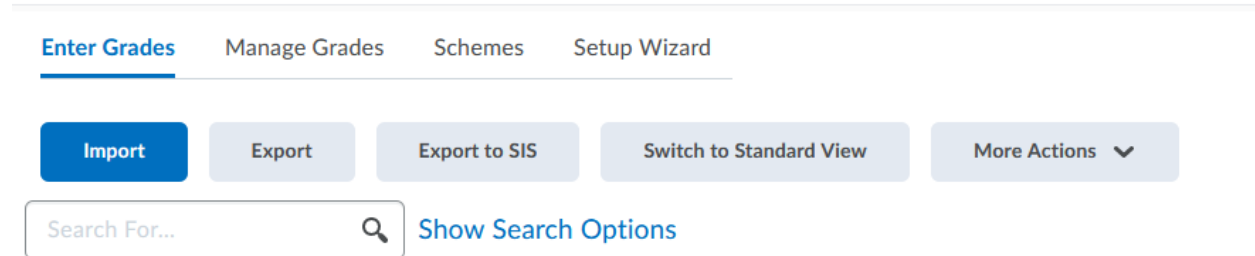 Enter Grades Manage Grades Schemes Setup Wizard
Import Export Export to SIS Switch to Standard View More Actions
Search For... Show Search Options